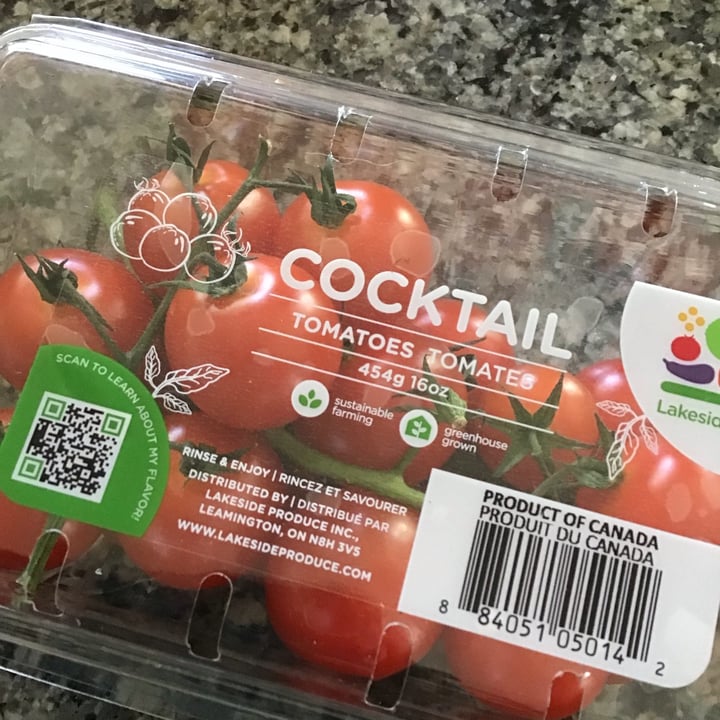 COCKTAIL
TOMATOES TOMATES
454g 16oz
sustainable
farming
greenhouse
grown
SCAN TO LEARN ABOUT MY FLAVOR!
RINSE & ENJOY | RINCEZ ET SAVOURER
DISTRIBUTED BY | DISTRIBUÉ PAR
LAKESIDE PRODUCE INC.,
LEAMINGTON, ON N8H 3V5
WWW.LAKESIDEPRODUCE.COM
PRODUCT OF CANADA
PRODUIT DU CANADA
8 84051 05014 2